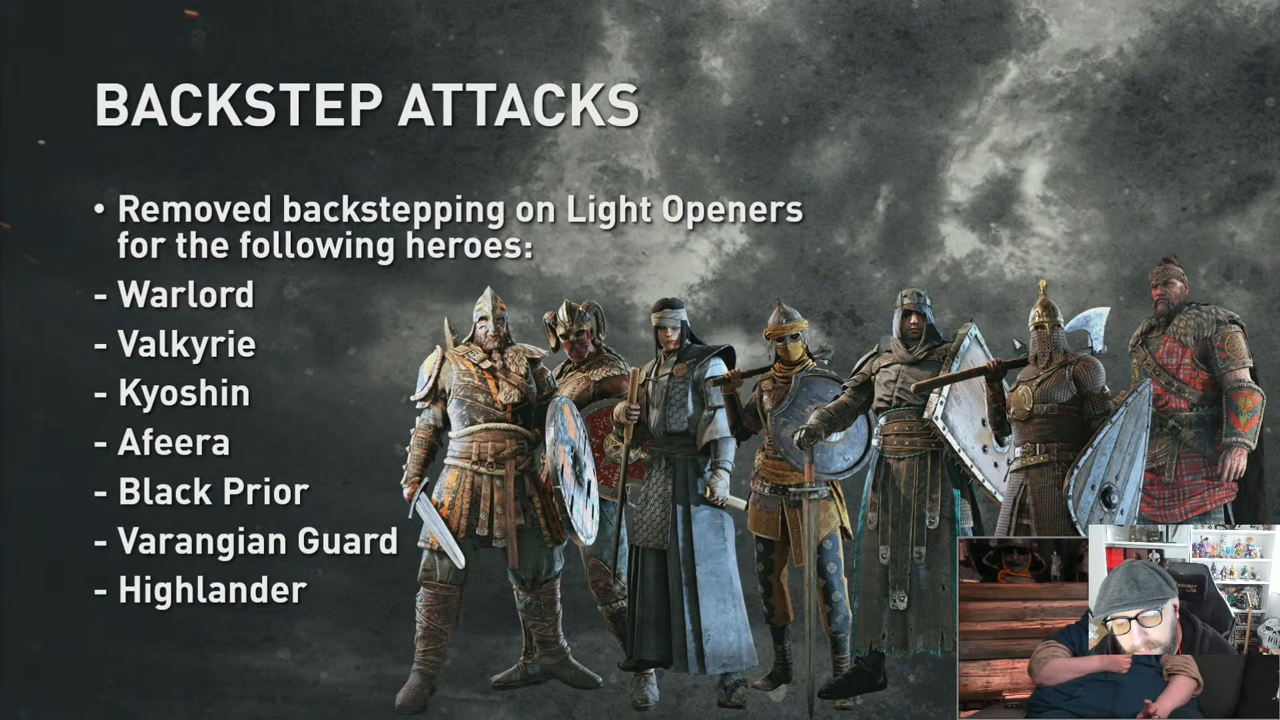 BACKSTEP ATTACKS
• Removed backstepping on Light Openers
for the following heroes:
- Warlord
- Valkyrie
- Kyoshin
- Afeera
- Black Prior
- Varangian Guard
- Highlander